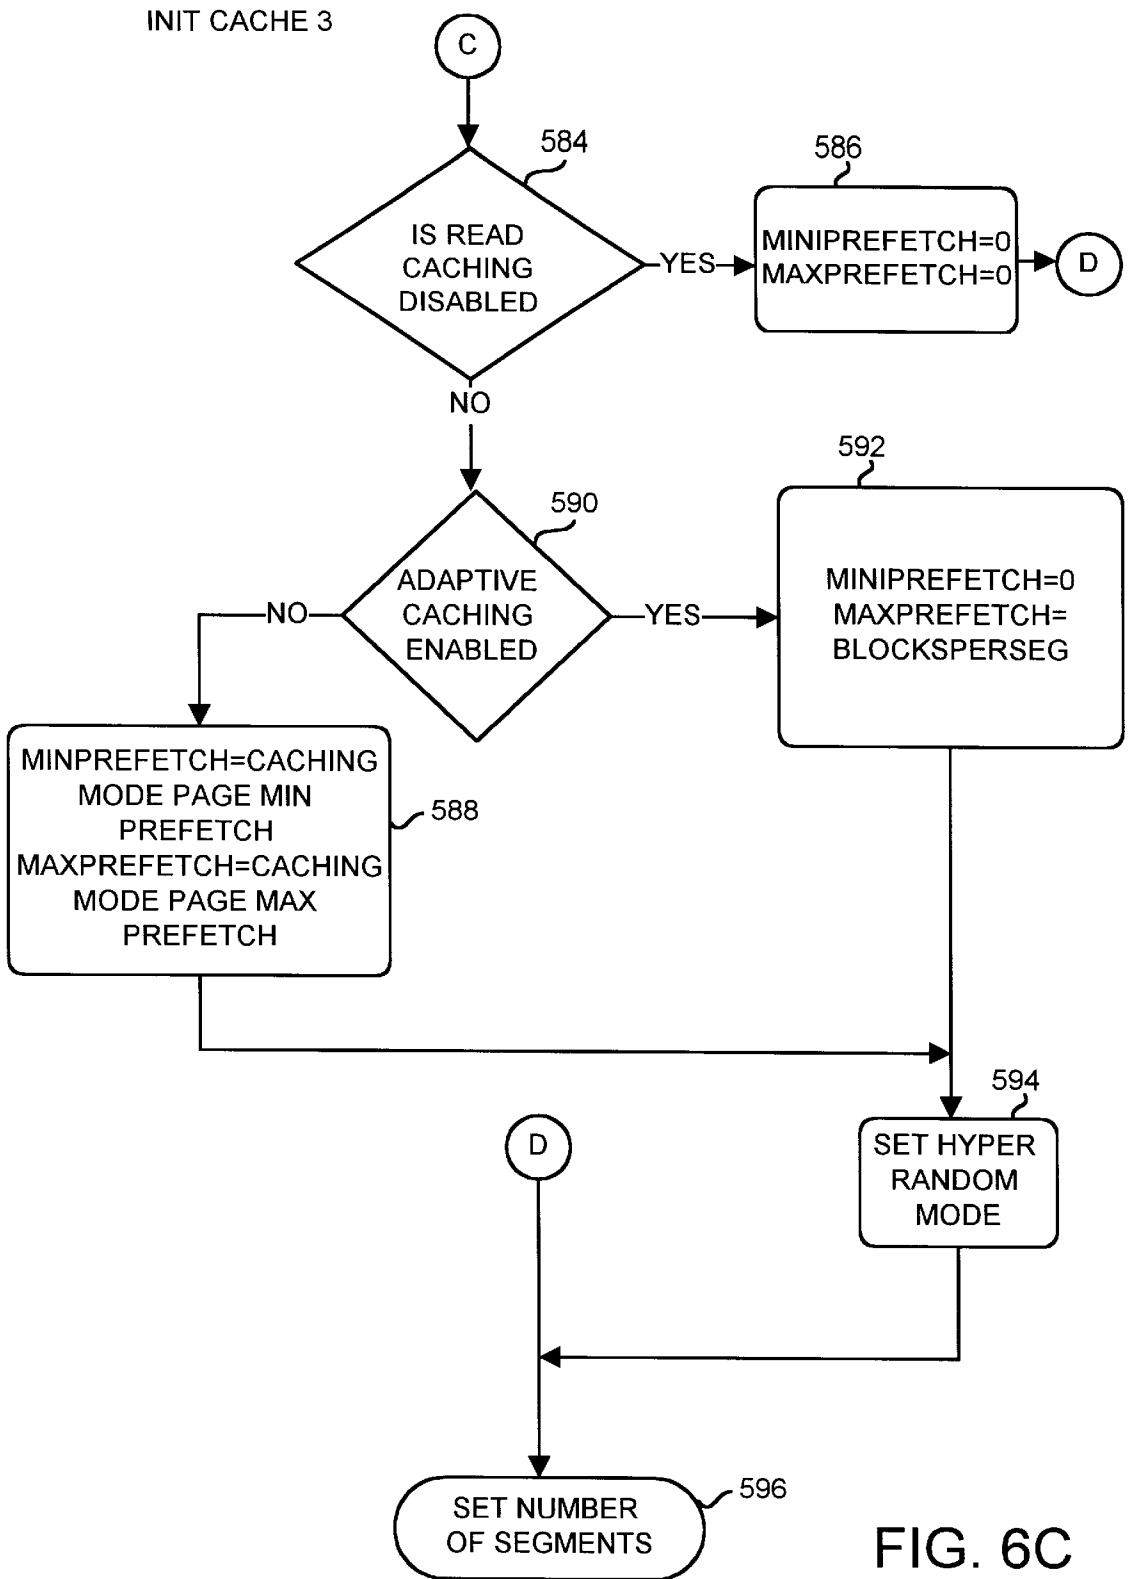 INIT CACHE 3
C
584
IS READ
CACHING
DISABLED
YES
586
MINIPREFETCH=0
MAXPREFETCH=0
D
NO
590
ADAPTIVE
CACHING
ENABLED
NO
YES
592
MINIPREFETCH=0
MAXPREFETCH=
BLOCKSPERSEG
MINPREFETCH=CACHING
MODE PAGE MIN
PREFETCH
MAXPREFETCH=CACHING
MODE PAGE MAX
PREFETCH
588
594
SET HYPER
RANDOM
MODE
D
SET NUMBER
OF SEGMENTS
596
FIG. 6C